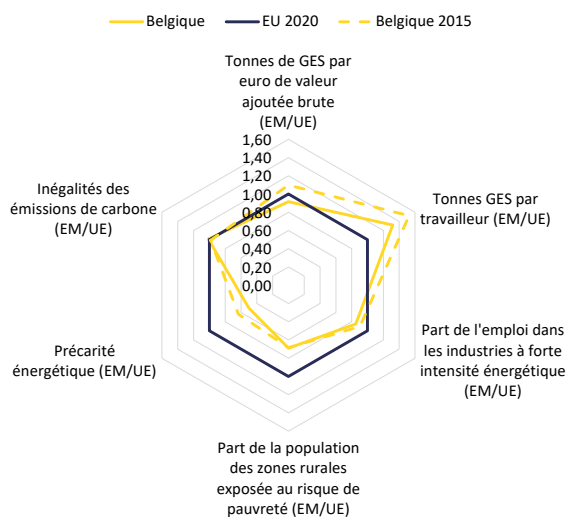 Belgique
EU 2020
Belgique 2015
Tonnes de GES par
euro de valeur
ajoutée brute
(EM/UE)
1,60
1,40
1,20
1,00
0,80
0,60
0,40
0,20
0,00
Inégalités des
émissions de carbone
(EM/UE)
Tonnes GES par
travailleur (EM/UE)
Précarité
énergétique (EM/UE)
Part de l'emploi dans
les industries à forte
intensité énergétique
(EM/UE)
Part de la population
des zones rurales
exposée au risque de
pauvreté (EM/UE)